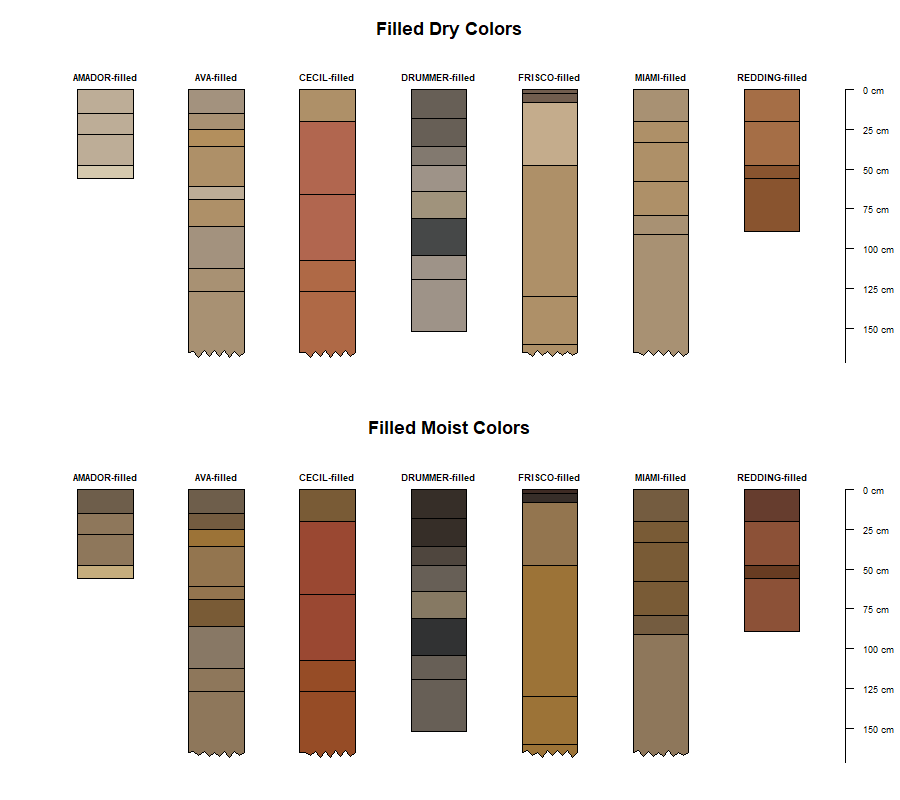 Filled Dry Colors
AMADOR-filled AVA-filled CECIL-filled DRUMMER-filled FRISCO-filled MIAMI-filled REDDING-filled
0 cm
25 cm
50 cm
75 cm
100 cm
125 cm
150 cm
Filled Moist Colors
AMADOR-filled AVA-filled CECIL-filled DRUMMER-filled FRISCO-filled MIAMI-filled REDDING-filled
0 cm
25 cm
50 cm
75 cm
100 cm
125 cm
150 cm